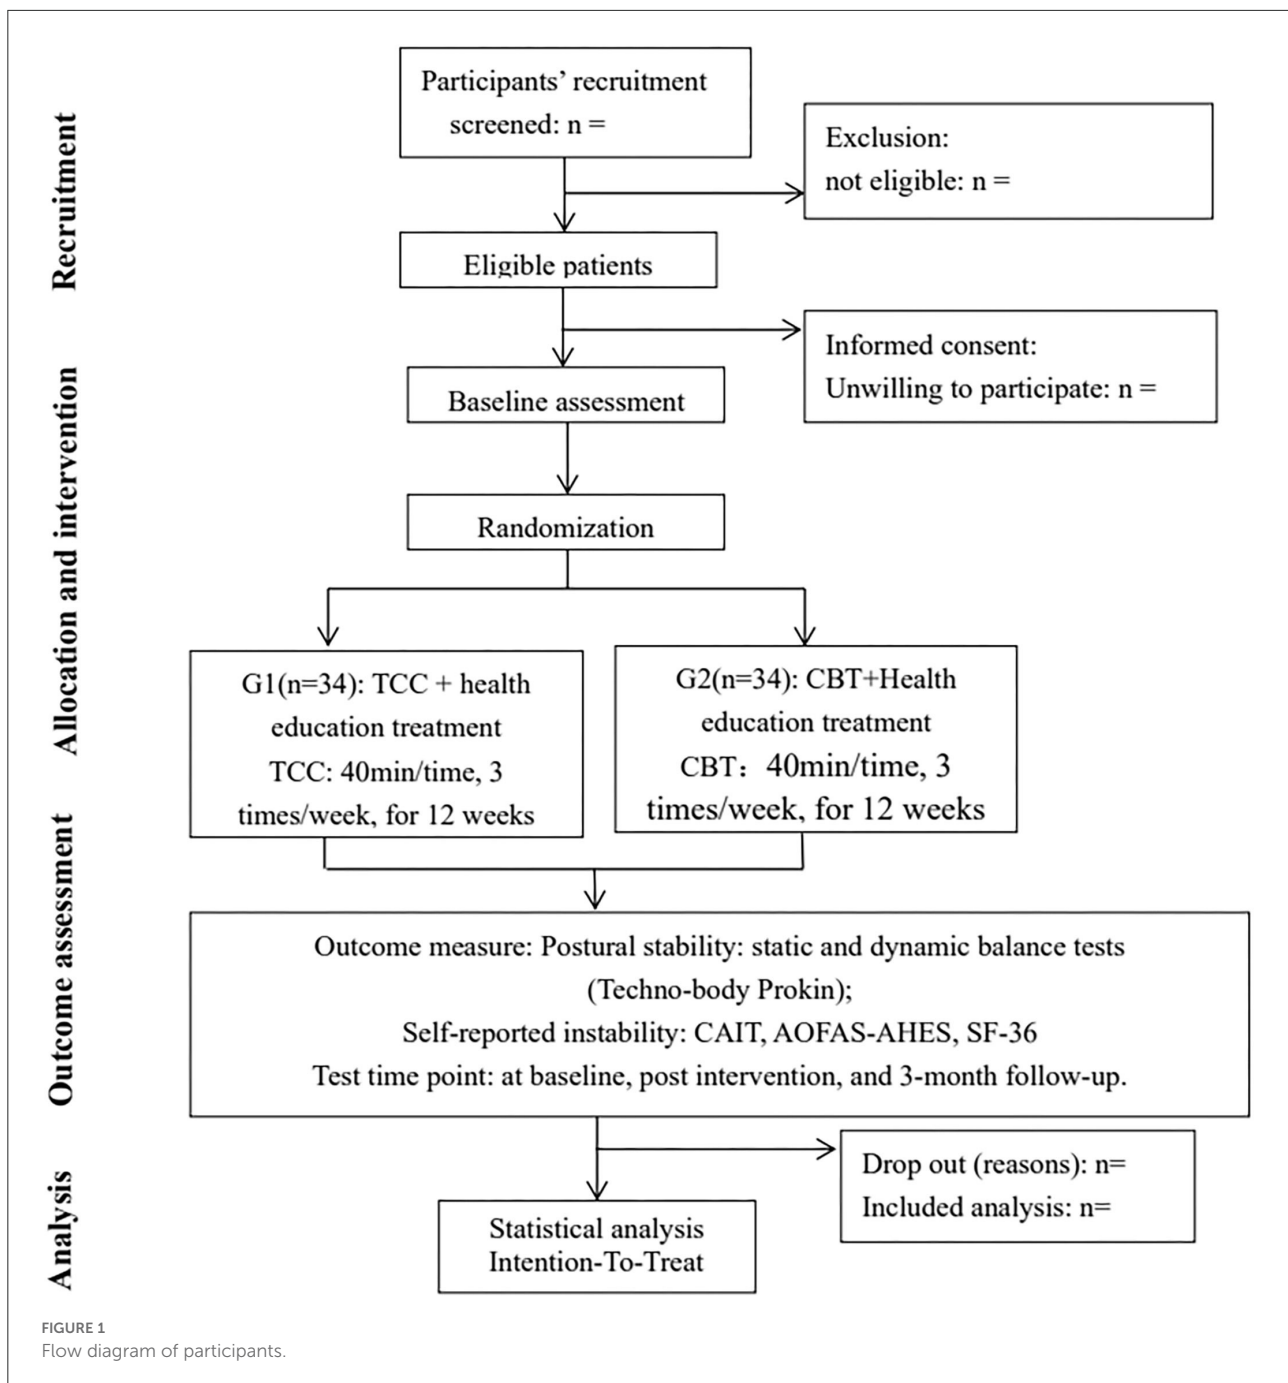 Recruitment
Participants' recruitment
screened: n =
Exclusion:
not eligible: n =
Eligible patients
Informed consent:
Unwilling to participate: n =
Allocation and intervention
Baseline assessment
Randomization
G1(n=34): TCC + health
education treatment
TCC: 40min/time, 3
times/week, for 12 weeks
G2(n=34): CBT+Health
education treatment
CBT：40min/time, 3
times/week, for 12 weeks
Outcome assessment
Outcome measure: Postural stability: static and dynamic balance tests
(Techno-body Prokin);
Self-reported instability: CAIT, AOFAS-AHES, SF-36
Test time point: at baseline, post intervention, and 3-month follow-up.
Analysis
Drop out (reasons): n=
Included analysis: n=
Statistical analysis
Intention-To-Treat
FIGURE 1
Flow diagram of participants.